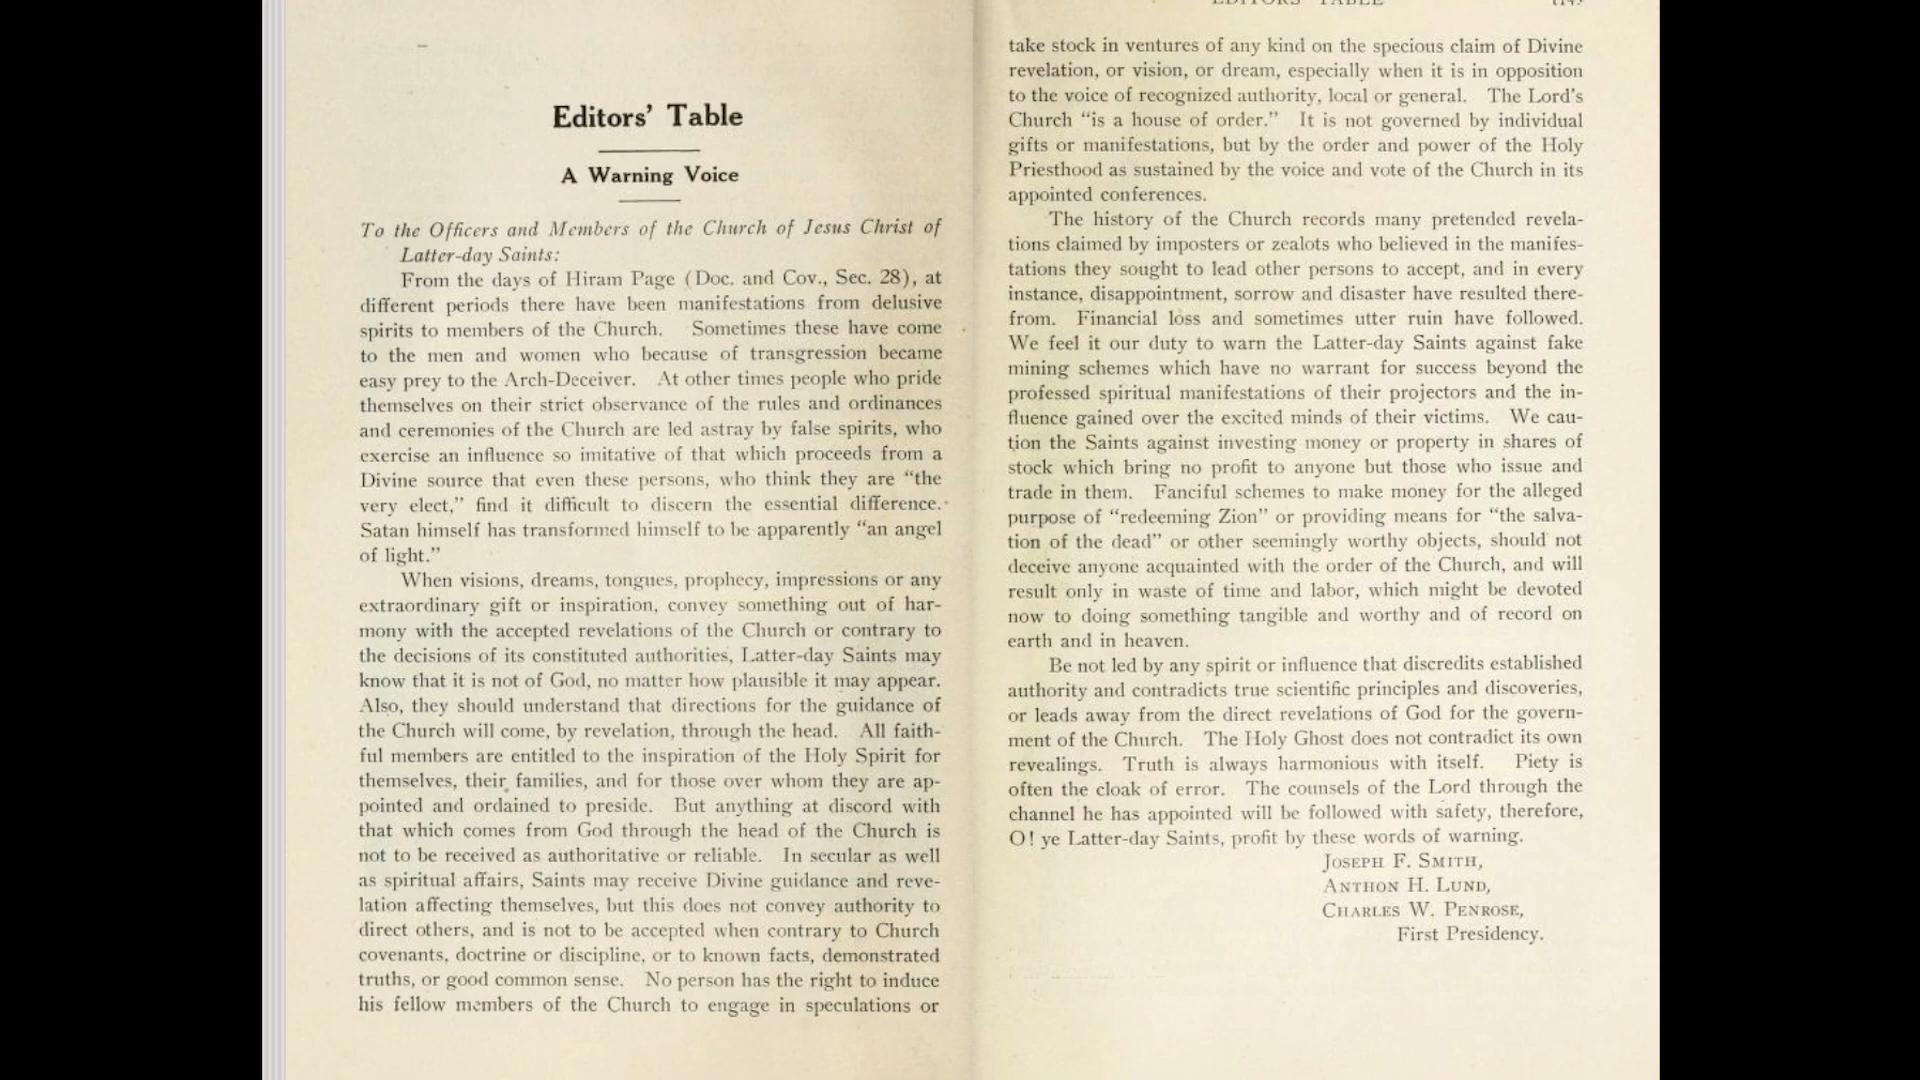 Editors' Table
A Warning Voice
To the Officers and Members of the Church of Jesus Christ of
Latter-day Saints:
From the days of Hiram Page (Doc. and Cov., Sec. 28), at
different periods there have been manifestations from delusive
spirits to members of the Church. Sometimes these have come
to the men and women who because of transgression became
easy prey to the Arch-Deceiver. At other times people who pride
themselves on their strict observance of the rules and ordinances
and ceremonies of the Church are led astray by false spirits, who
exercise an influence so imitative of that which proceeds from a
Divine source that even these persons, who think they are "the
very elect," find it difficult to discern the essential difference.
Satan himself has transformed himself to be apparently "an angel
of light."
When visions, dreams, tongues, prophecy, impressions or any
extraordinary gift or inspiration, convey something out of har-
mony with the accepted revelations of the Church or contrary to
the decisions of its constituted authorities, Latter-day Saints may
know that it is not of God, no matter how plausible it may appear.
Also, they should understand that directions for the guidance of
the Church will come, by revelation, through the head. All faith-
ful members are entitled to the inspiration of the Holy Spirit for
themselves, their families, and for those over whom they are ap-
pointed and ordained to preside. But anything at discord with
that which comes from God through the head of the Church is
not to be received as authoritative or reliable. In secular as well
as spiritual affairs, Saints may receive Divine guidance and reve-
lation affecting themselves, but this does not convey authority to
direct others, and is not to be accepted when contrary to Church
covenants, doctrine or discipline, or to known facts, demonstrated
truths, or good common sense. No person has the right to induce
his fellow members of the Church to engage in speculations or
EDITORS' TABLE
take stock in ventures of any kind on the specious claim of Divine
revelation, or vision, or dream, especially when it is in opposition
to the voice of recognized authority, local or general. The Lord's
Church "is a house of order." It is not governed by individual
gifts or manifestations, but by the order and power of the Holy
Priesthood as sustained by the voice and vote of the Church in its
appointed conferences.
The history of the Church records many pretended revela-
tions claimed by imposters or zealots who believed in the manifes-
tations they sought to lead other persons to accept, and in every
instance, disappointment, sorrow and disaster have resulted there-
from. Financial loss and sometimes utter ruin have followed.
We feel it our duty to warn the Latter-day Saints against fake
mining schemes which have no warrant for success beyond the
professed spiritual manifestations of their projectors and the in-
fluence gained over the excited minds of their victims. We cau-
tion the Saints against investing money or property in shares of
stock which bring no profit to anyone but those who issue and
trade in them. Fanciful schemes to make money for the alleged
purpose of "redeeming Zion" or providing means for "the salva-
tion of the dead" or other seemingly worthy objects, should not
deceive anyone acquainted with the order of the Church, and will
result only in waste of time and labor, which might be devoted
now to doing something tangible and worthy and of record on
earth and in heaven.
Be not led by any spirit or influence that discredits established
authority and contradicts true scientific principles and discoveries,
or leads away from the direct revelations of God for the govern-
ment of the Church. The Holy Ghost does not contradict its own
revealings. Truth is always harmonious with itself. Piety is
often the cloak of error. The counsels of the Lord through the
channel he has appointed will be followed with safety, therefore,
O! ye Latter-day Saints, profit by these words of warning.
JOSEPH F. SMITH,
ANTHON H. LUND,
CHARLES W. PENROSE,
First Presidency.